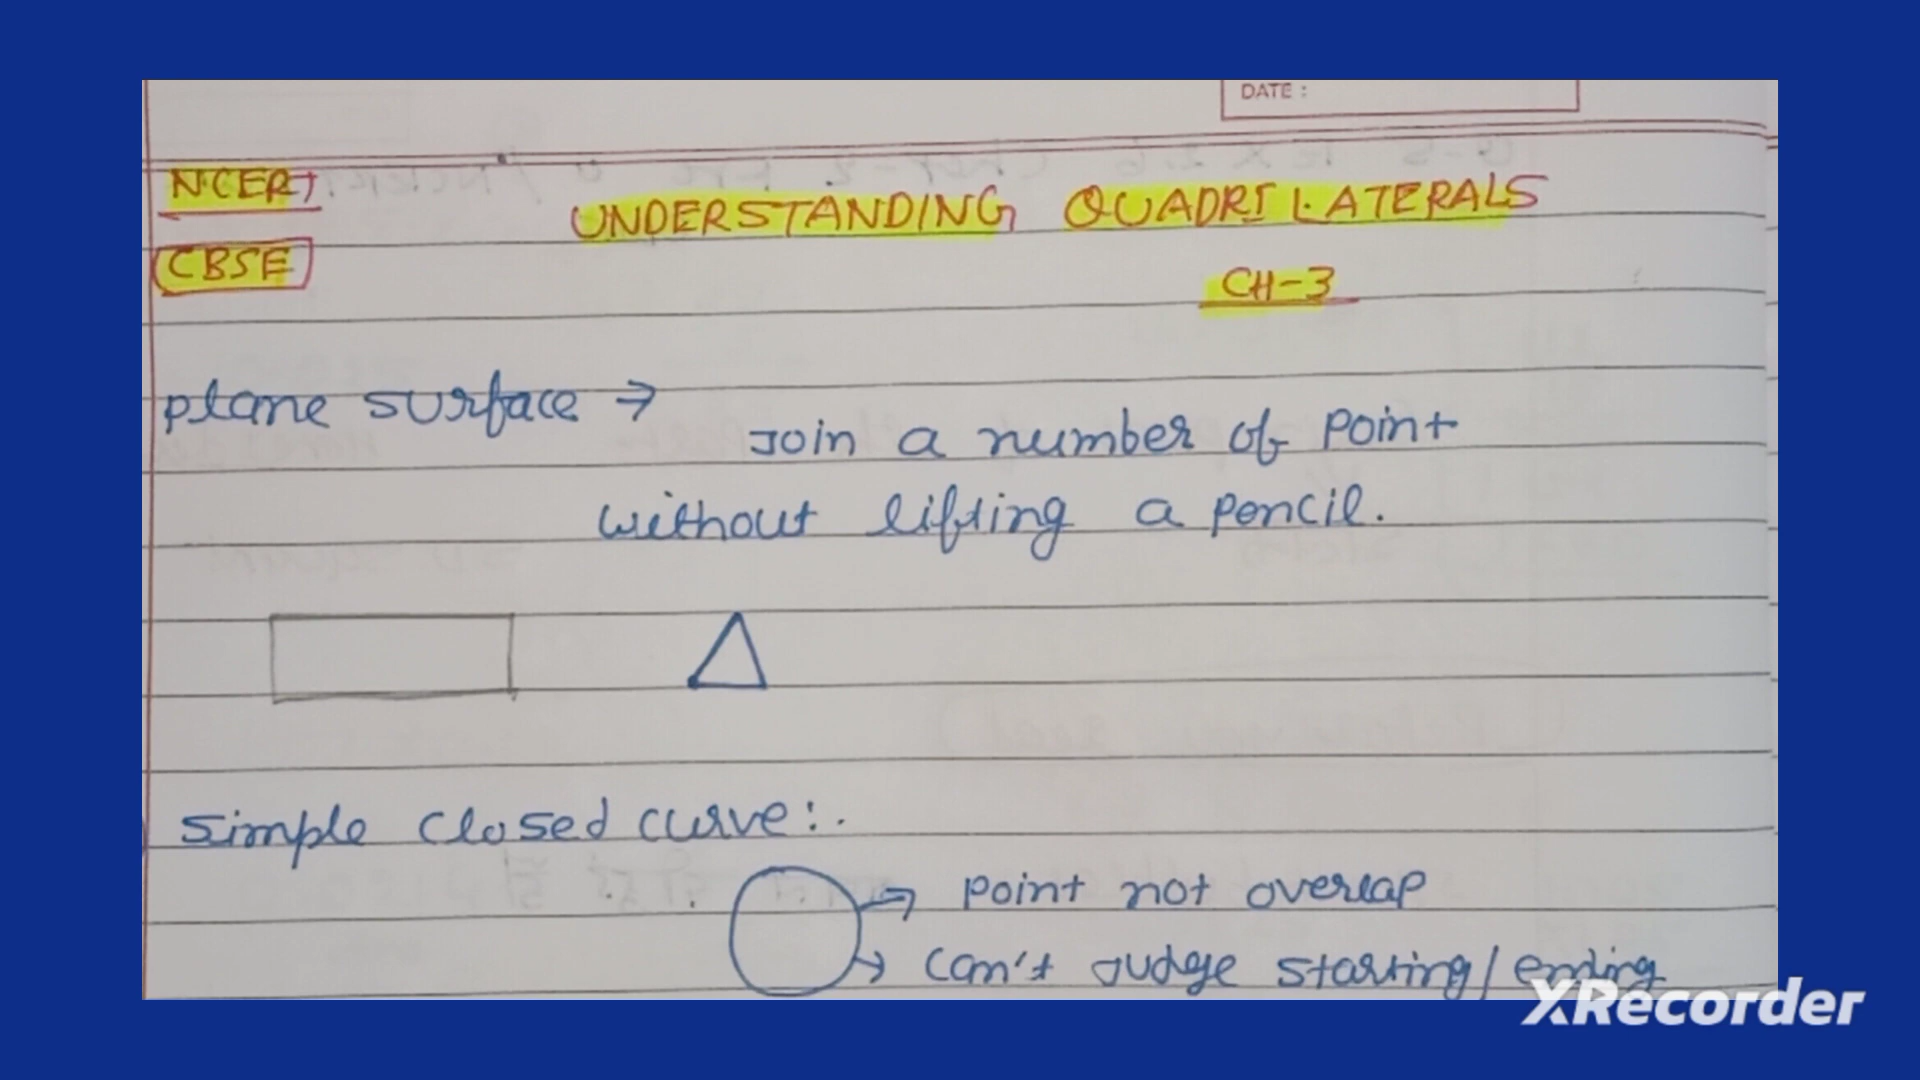 DATE :
NCERT
UNDERSTANDING QUADRILATERALS
CBSE
CH-3
plane surface →
Join a number of point
without lifting a pencil.
simple closed curve:.
point not overlap
can't Judge starting/ending
XRecorder